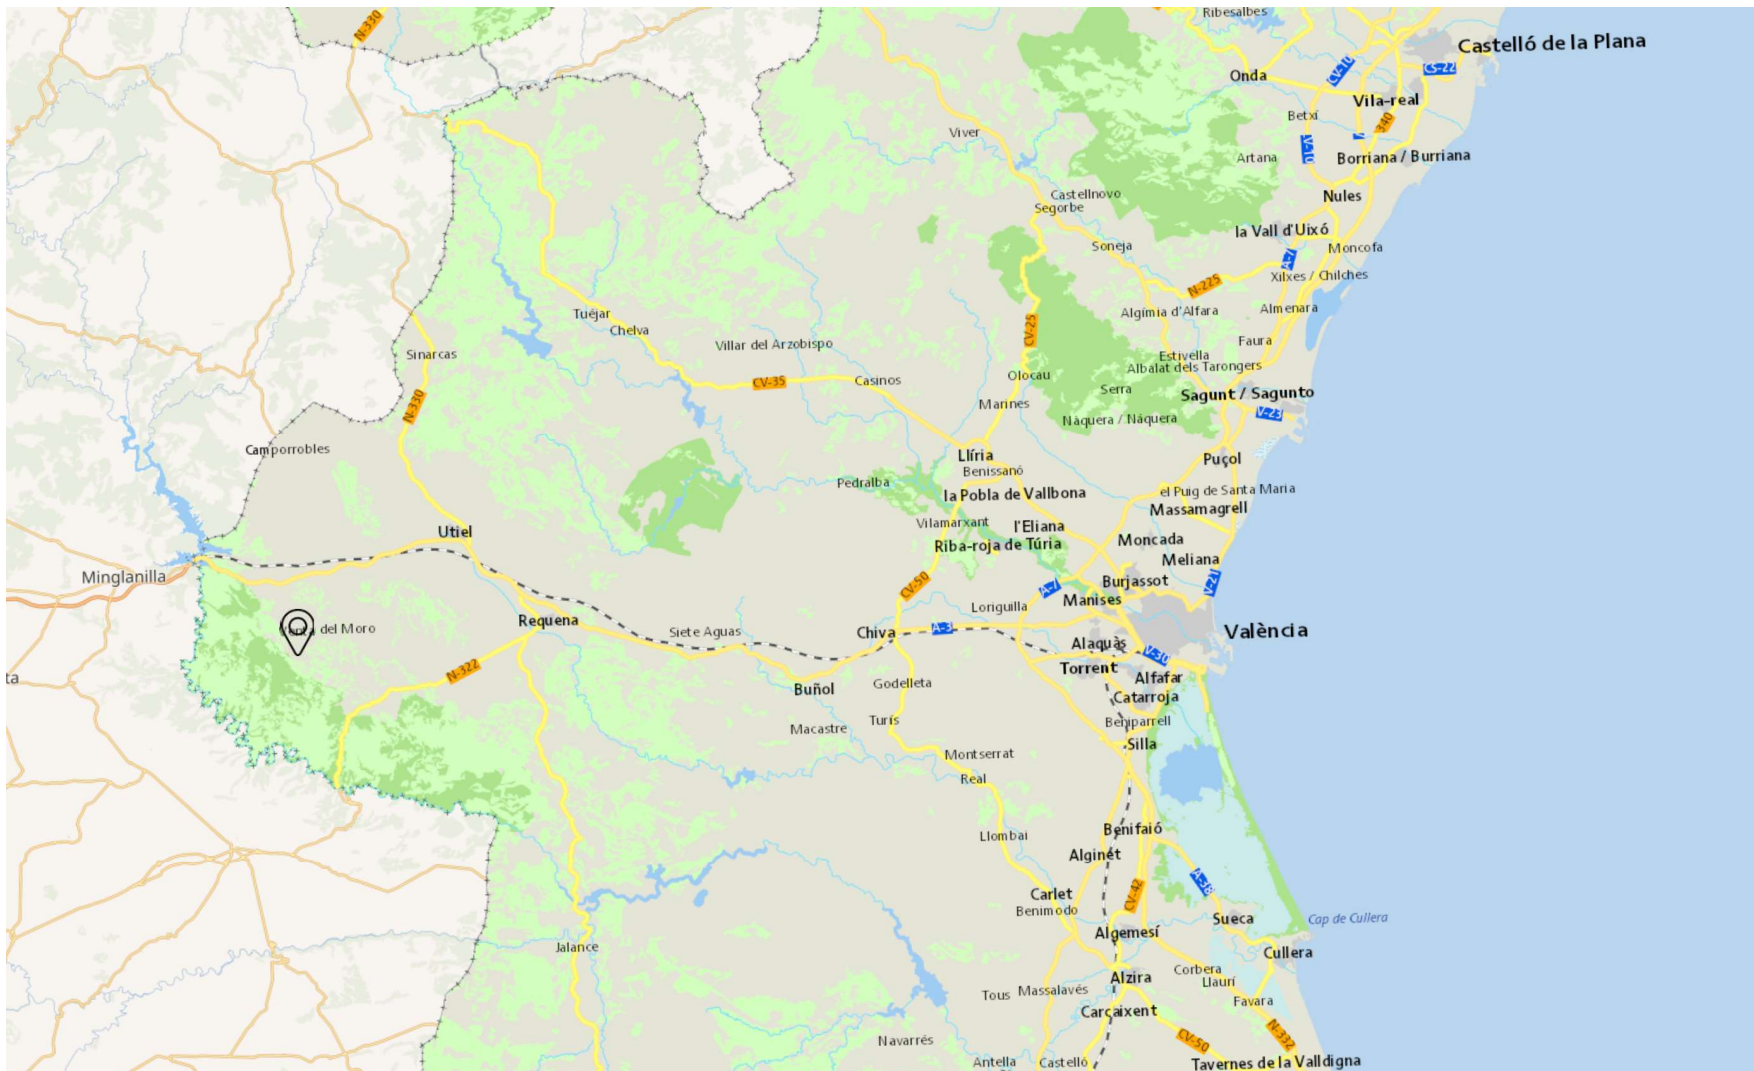 N-330
Ribesalbes
Castelló de la Plana
Onda
CV-10
CS-22
Vila-real
Betxí
340
Viver
V-10
Artana
Borriana / Burriana
Castellnovo
Segorbe
Nules
la Vall d'Uixó
Soneja
Moncofa
A-7
Xilxes / Chilches
N-225
Almenara
Algímia d'Alfara
Tuéjar
Chelva
CV-25
Faura
Villar del Arzobispo
Sinarcas
Estivella
Albalat dels Tarongers
Olocau
CV-35
Casinos
Serra
Sagunt / Sagunto
N-330
Marines
V-23
Nàquera / Náquera
Camporrobles
Llíria
Benissanó
Puçol
Pedralba
la Pobla de Vallbona
el Puig de Santa Maria
Massamagrell
Vilamarxant
l'Eliana
Utiel
Riba-roja de Túria
Moncada
Meliana
Minglanilla
Burjassot
CV-50
A-7
V-21
Manises
Loriguilla
Requena
Venta del Moro
Siete Aguas
Chiva
A-3
València
Alaquàs
V-30
Torrent
N-322
ta
Alfafar
Buñol
Godelleta
Catarroja
Turís
Beniparrell
Macastre
Silla
Montserrat
Real
Benifaió
Llombai
Alginet
A-38
Carlet
CV-42
Benimodo
Sueca
Cap de Cullera
Algemesí
Jalance
Cullera
Corbera
Alzira
Llaurí
Tous
Massalavés
Favara
Carcaixent
N-332
Navarrés
CV-50
Antella
Castelló
Tavernes de la Valldigna